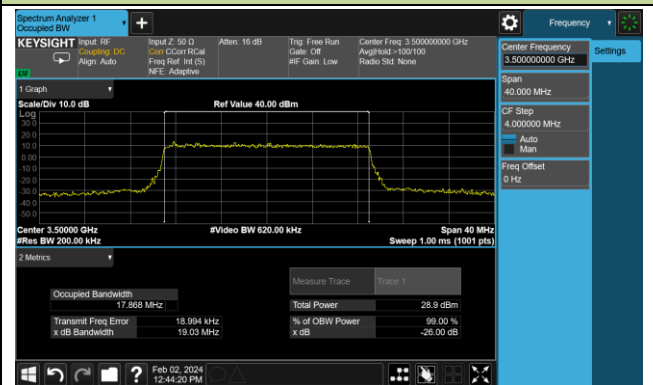 Spectrum Analyzer 1
Occupied BW
Frequency
KEYSIGHT
Input: RF
Coupling: DC
Align: Auto
Input Z: 50 Ω
Corr CCorr RCal
Freq Ref: Int (S)
NFE: Adaptive
Atten: 16 dB
Trig: Free Run
Gate: Off
#IF Gain: Low
Center Freq: 3.500000000 GHz
Avg|Hold:>100/100
Radio Std: None
Center Frequency
3.500000000 GHz
Settings
Span
40.000 MHz
CF Step
4.000000 MHz
Auto
Man
Freq Offset
0 Hz
1 Graph
Scale/Div 10.0 dB
Ref Value 40.00 dBm
Log
30.0
20.0
10.0
0.00
-10.0
-20.0
-30.0
-40.0
-50.0
Center 3.50000 GHz
#Video BW 620.00 kHz
Span 40 MHz
#Res BW 200.00 kHz
Sweep 1.00 ms (1001 pts)
2 Metrics
Measure Trace
Trace 1
Occupied Bandwidth
17.868 MHz
Total Power
28.9 dBm
Transmit Freq Error
18.994 kHz
% of OBW Power
99.00 %
x dB Bandwidth
19.03 MHz
x dB
-26.00 dB
?
Feb 02, 2024
12:44:20 PM